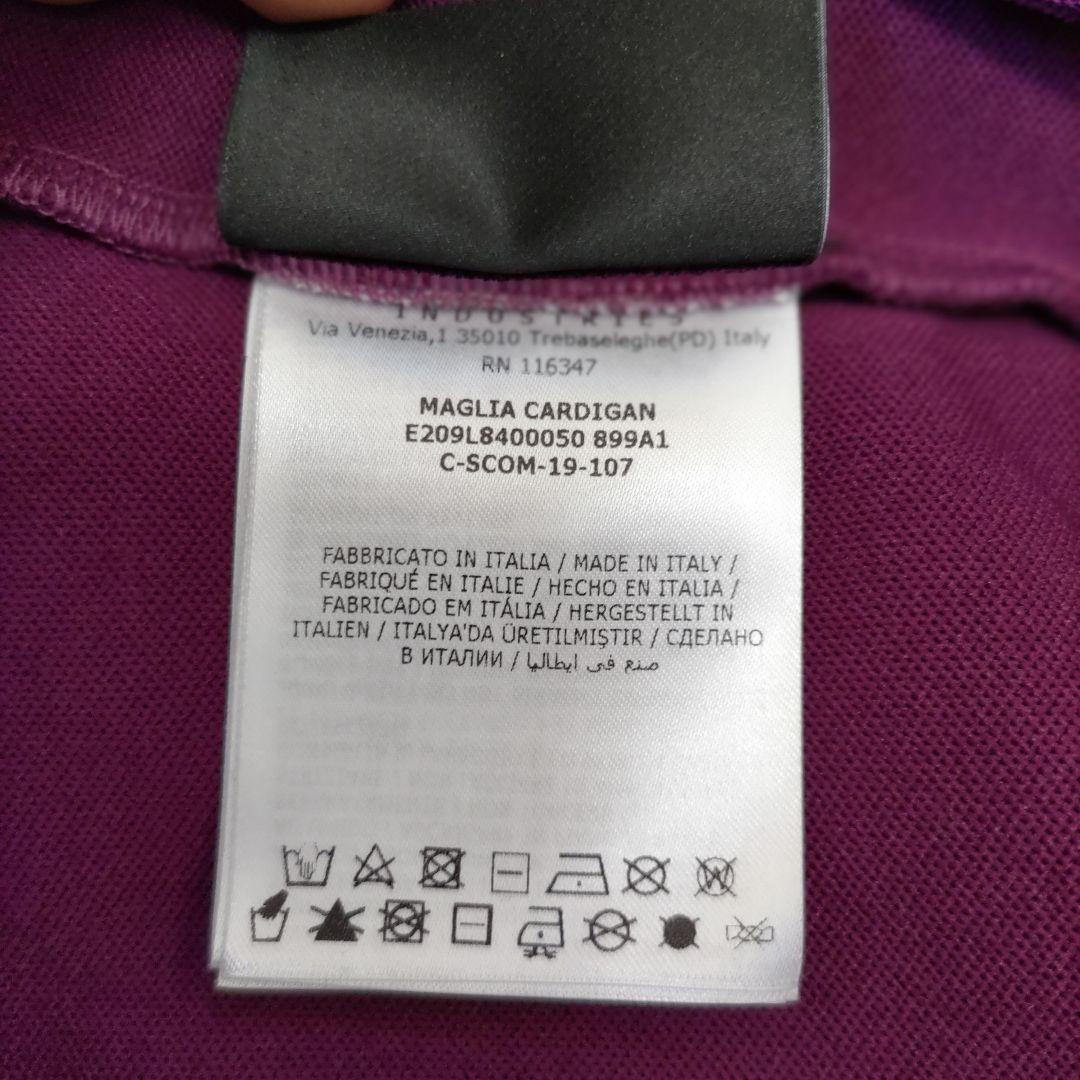 INDUSTRIES
Via Venezia,1 35010 Trebaseleghe(PD) Italy
RN 116347
MAGLIA CARDIGAN
E209L8400050 899A1
C-SCOM-19-107
FABBRICATO IN ITALIA / MADE IN ITALY /
FABRIQUÉ EN ITALIE / HECHO EN ITALIA /
FABRICADO EM ITÁLIA / HERGESTELLT IN
ITALIEN / ITALYA'DA ÜRETILMIŞTIR / СДЕЛАНО
В ИТАЛИИ / صنع في ايطاليا